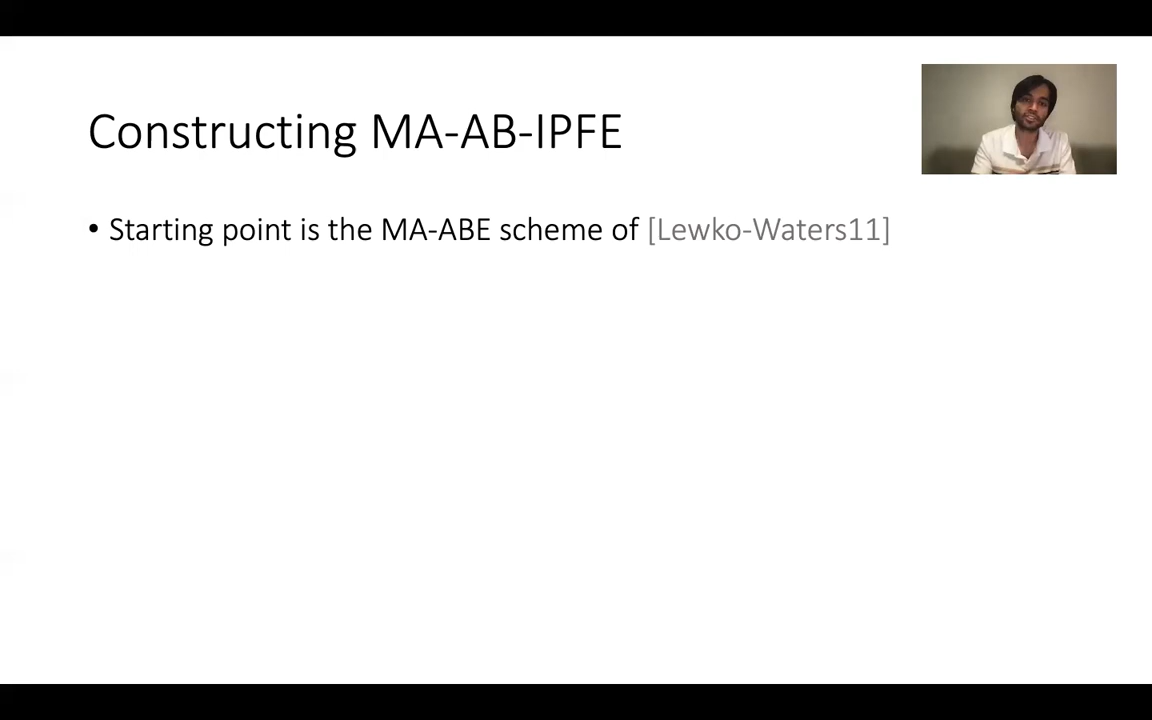 Constructing MA-AB-IPFE
• Starting point is the MA-ABE scheme of [Lewko-Waters11]